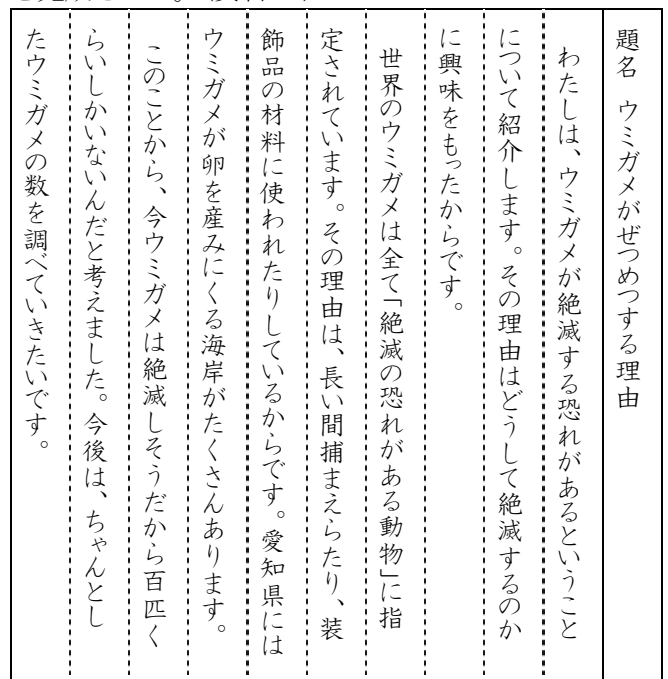 題名　ウミガメがぜつめつする理由
わたしは、ウミガメが絶滅する恐れがあるということ
について紹介します。その理由はどうして絶滅するのか
に興味をもったからです。
世界のウミガメは全て「絶滅の恐れがある動物」に指
定されています。その理由は、長い間捕まえらたり、装
飾品の材料に使われたりしているからです。愛知県には
ウミガメが卵を産みにくる海岸がたくさんあります。
このことから、今ウミガメは絶滅しそうだから百匹く
らいしかいないんだと考えました。今後は、ちゃんとし
たウミガメの数を調べていきたいです。